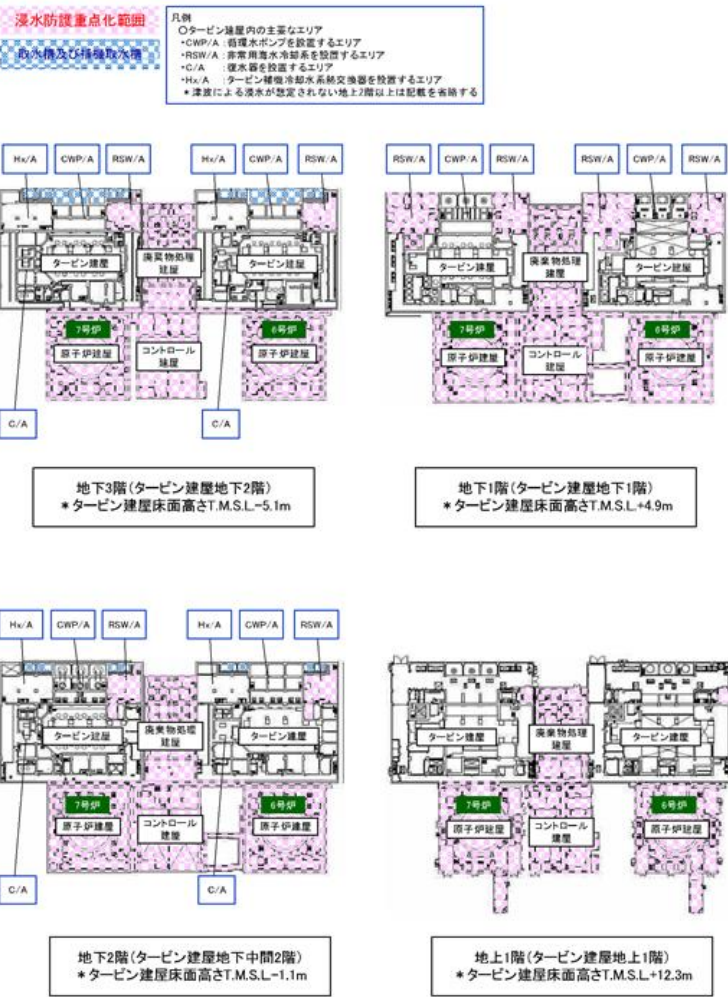 浸水防護重点化範囲
取水槽及び補機取水槽
凡例
○タービン建屋内の主要なエリア
・CWP/A：循環水ポンプを設置するエリア
・RSW/A：非常用海水冷却系を設置するエリア
・C/A：復水器を設置するエリア
・Hx/A：タービン補機冷却水系熱交換器を設置するエリア
＊津波による浸水が想定されない地上2階以上は記載を省略する
Hx/A CWP/A RSW/A Hx/A CWP/A RSW/A
タービン建屋 廃棄物処理建屋 タービン建屋
7号炉 6号炉
原子炉建屋 コントロール建屋 原子炉建屋
C/A C/A
地下3階(タービン建屋地下2階)
＊タービン建屋床面高さT.M.S.L.-5.1m
RSW/A CWP/A RSW/A RSW/A CWP/A RSW/A
タービン建屋 廃棄物処理建屋 タービン建屋
7号炉 6号炉
原子炉建屋 コントロール建屋 原子炉建屋
地下1階(タービン建屋地下1階)
＊タービン建屋床面高さT.M.S.L.+4.9m
Hx/A CWP/A RSW/A Hx/A CWP/A RSW/A
タービン建屋 廃棄物処理建屋 タービン建屋
7号炉 6号炉
原子炉建屋 コントロール建屋 原子炉建屋
C/A C/A
地下2階(タービン建屋地下中間2階)
＊タービン建屋床面高さT.M.S.L.-1.1m
タービン建屋 廃棄物処理建屋 タービン建屋
7号炉 6号炉
原子炉建屋 コントロール建屋 原子炉建屋
地上1階(タービン建屋地上1階)
＊タービン建屋床面高さT.M.S.L.+12.3m